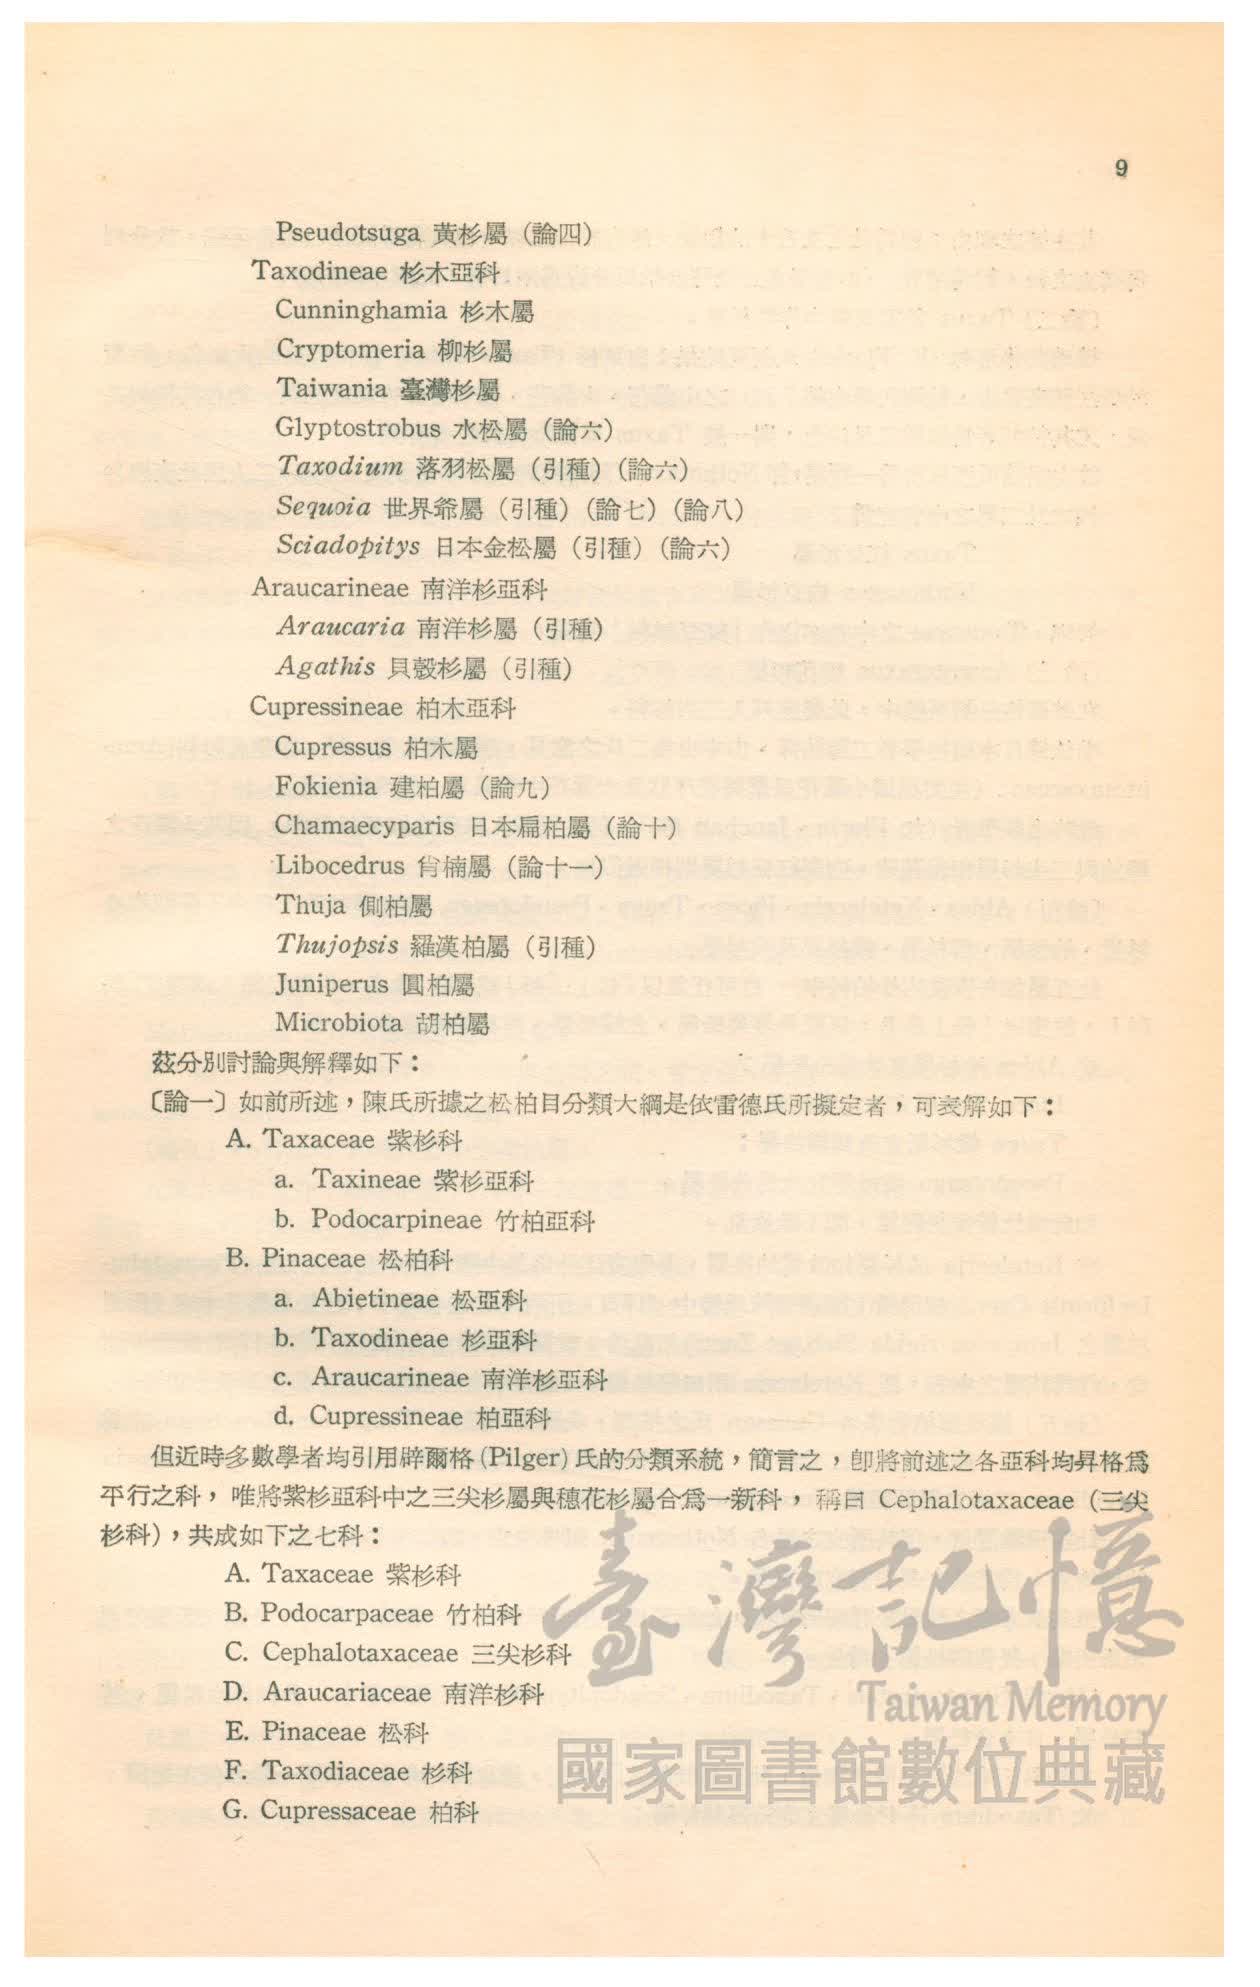 9
Pseudotsuga 黃杉屬（論四）
Taxodineae 杉木亞科
Cunninghamia 杉木屬
Cryptomeria 柳杉屬
Taiwania 臺灣杉屬
Glyptostrobus 水松屬（論六）
Taxodium 落羽松屬（引種）（論六）
Sequoia 世界爺屬（引種）（論七）（論八）
Sciadopitys 日本金松屬（引種）（論六）
Araucarineae 南洋杉亞科
Araucaria 南洋杉屬（引種）
Agathis 貝殼杉屬（引種）
Cupressineae 柏木亞科
Cupressus 柏木屬
Fokienia 建柏屬（論九）
Chamaecyparis 日本扁柏屬（論十）
Libocedrus 肖楠屬（論十一）
Thuja 側柏屬
Thujopsis 羅漢柏屬（引種）
Juniperus 圓柏屬
Microbiota 胡柏屬
茲分別討論與解釋如下：
〔論一〕如前所述，陳氏所據之松柏目分類大綱是依雷德氏所擬定者，可表解如下：
A. Taxaceae 紫杉科
a. Taxineae 紫杉亞科
b. Podocarpineae 竹柏亞科
B. Pinaceae 松柏科
a. Abietineae 松亞科
b. Taxodineae 杉亞科
c. Araucarineae 南洋杉亞科
d. Cupressineae 柏亞科
但近時多數學者均引用辟爾格(Pilger)氏的分類系統，簡言之，卽將前述之各亞科均昇格爲
平行之科，唯將紫杉亞科中之三尖杉屬與穗花杉屬合爲一新科，稱曰 Cephalotaxaceae（三尖
杉科），共成如下之七科：
A. Taxaceae 紫杉科
B. Podocarpaceae 竹柏科
C. Cephalotaxaceae 三尖杉科
D. Araucariaceae 南洋杉科
E. Pinaceae 松科
F. Taxodiaceae 杉科
G. Cupressaceae 柏科
臺灣記憶
Taiwan Memory
國家圖書館數位典藏